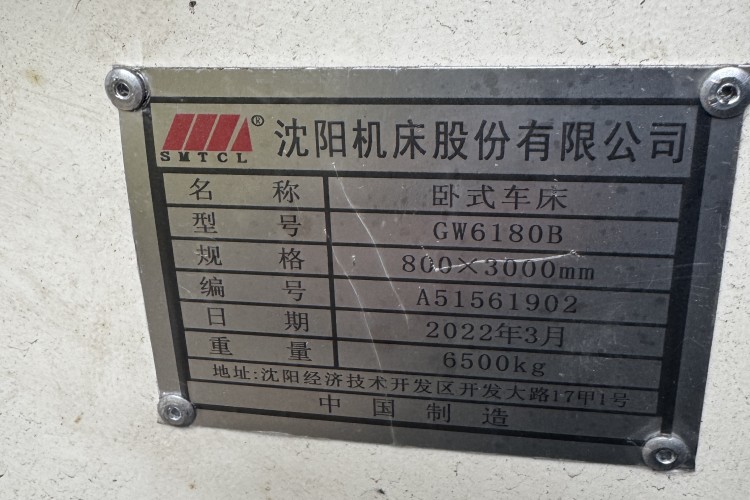 SMTCL ® 沈阳机床股份有限公司
名称 卧式车床
型号 GW6180B
规格 800×3000mm
编号 A51561902
日期 2022年3月
重量 6500kg
地址:沈阳经济技术开发区开发大路17甲1号
中国制造